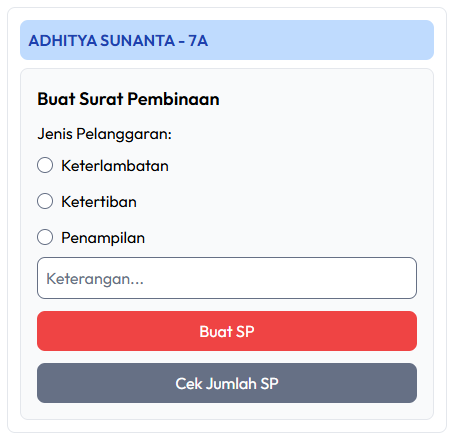 ADHITYA SUNANTA - 7A
Buat Surat Pembinaan
Jenis Pelanggaran:
Keterlambatan
Ketertiban
Penampilan
Keterangan...
Buat SP
Cek Jumlah SP